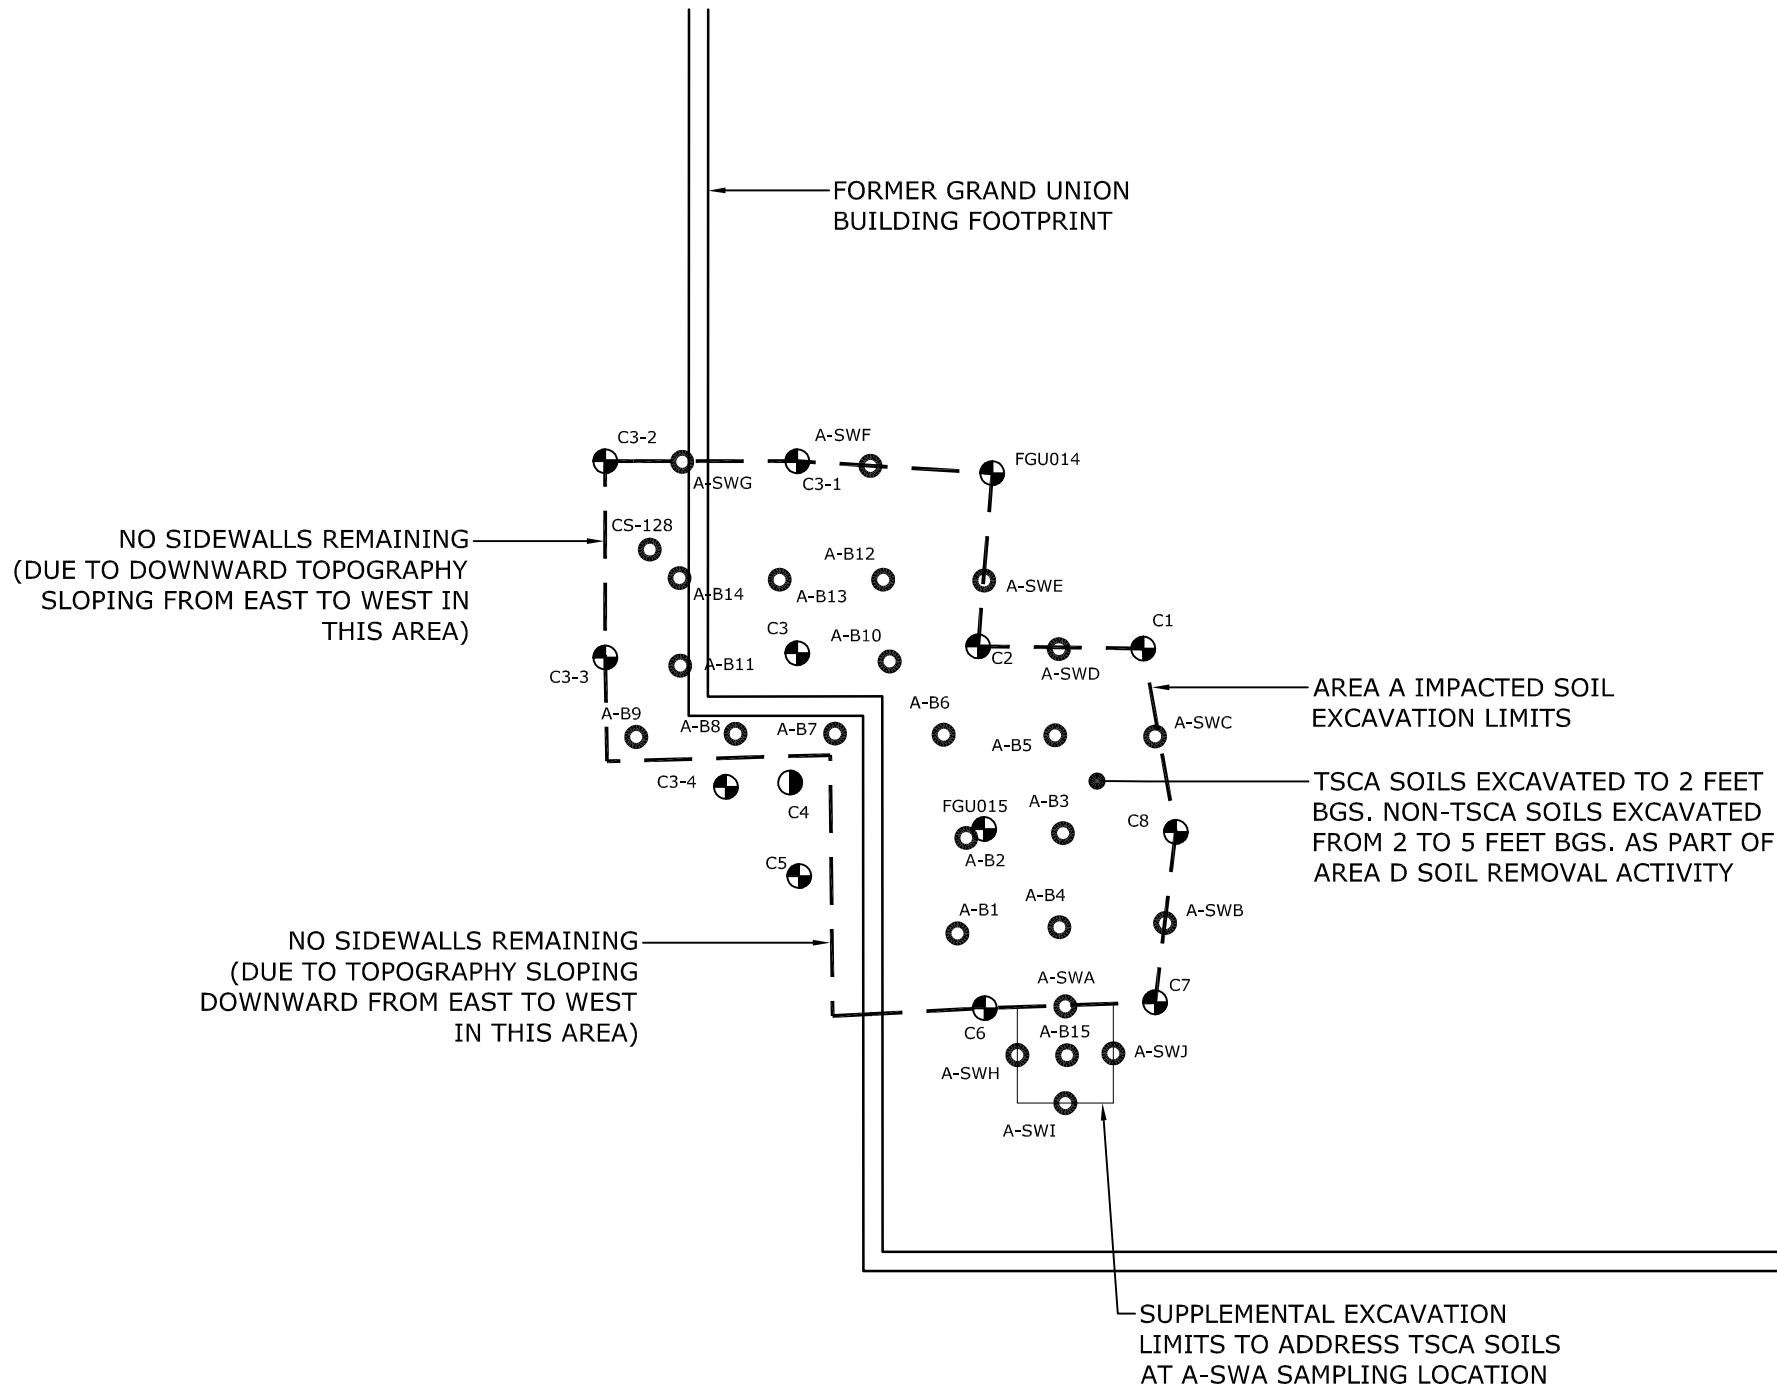 FORMER GRAND UNION
BUILDING FOOTPRINT
C3-2
A-SWF
FGU014
A-SWG
C3-1
CS-128
A-B12
NO SIDEWALLS REMAINING
(DUE TO DOWNWARD TOPOGRAPHY
SLOPING FROM EAST TO WEST IN
THIS AREA)
A-B14
A-B13
A-SWE
C3
A-B10
C2
C1
C3-3
A-B11
A-SWD
AREA A IMPACTED SOIL
EXCAVATION LIMITS
A-B9
A-B8
A-B7
A-B6
A-B5
A-SWC
C3-4
C4
TSCA SOILS EXCAVATED TO 2 FEET
BGS. NON-TSCA SOILS EXCAVATED
FROM 2 TO 5 FEET BGS. AS PART OF
AREA D SOIL REMOVAL ACTIVITY
FGU015
A-B3
C8
A-B2
C5
A-B1
A-B4
A-SWB
NO SIDEWALLS REMAINING
(DUE TO TOPOGRAPHY SLOPING
DOWNWARD FROM EAST TO WEST
IN THIS AREA)
A-SWA
C7
C6
A-B15
A-SWH
A-SWJ
A-SWI
SUPPLEMENTAL EXCAVATION
LIMITS TO ADDRESS TSCA SOILS
AT A-SWA SAMPLING LOCATION